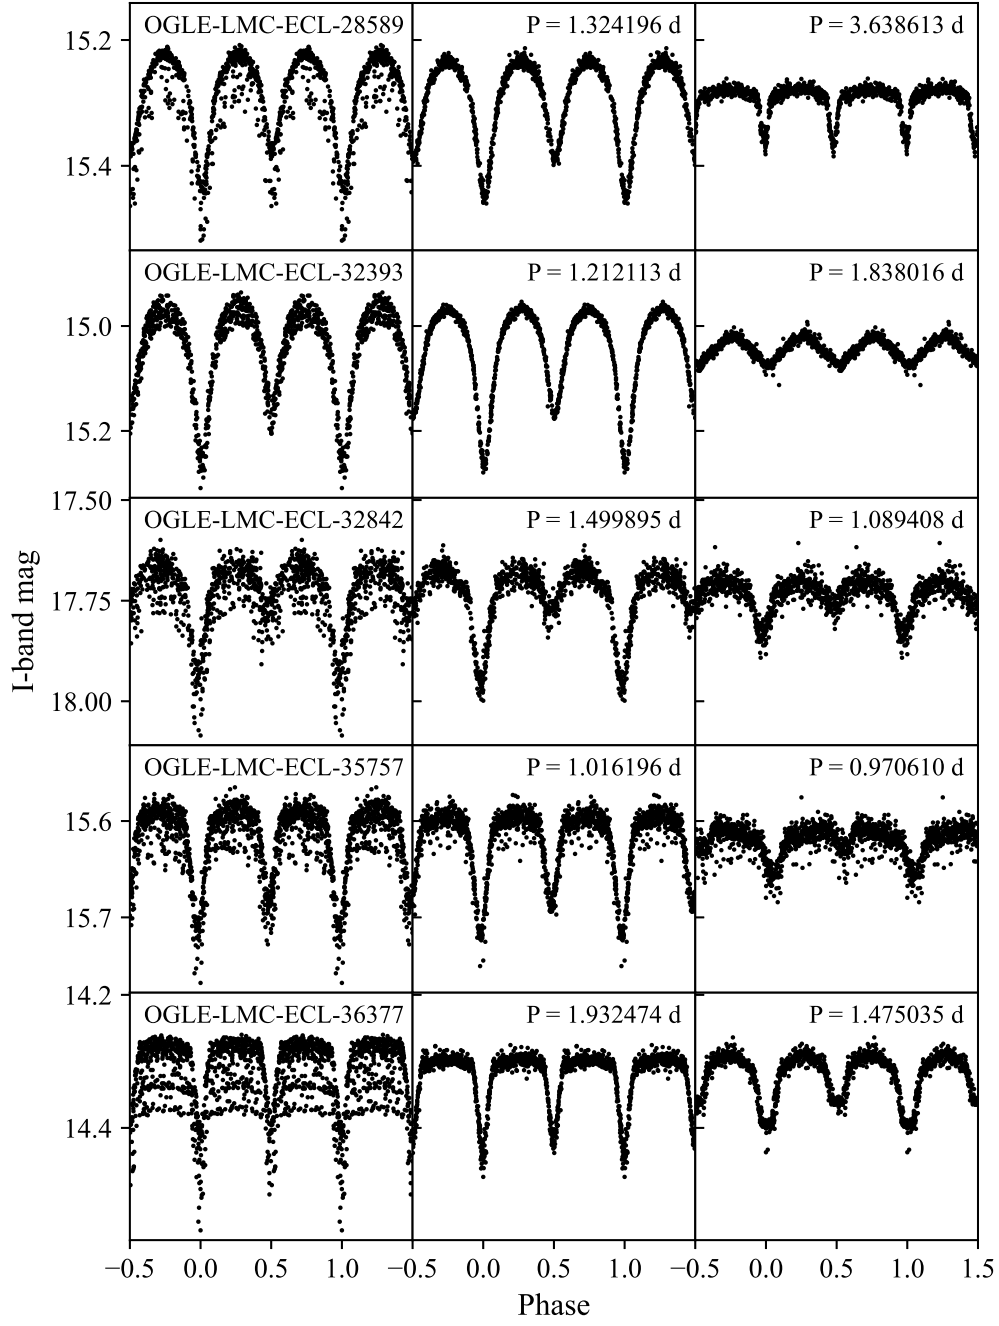 OGLE-LMC-ECL-28589 P = 1.324196 d P = 3.638613 d
15.2
15.4
OGLE-LMC-ECL-32393 P = 1.212113 d P = 1.838016 d
15.0
15.2
17.50
OGLE-LMC-ECL-32842 P = 1.499895 d P = 1.089408 d
17.75
18.00
I-band mag
OGLE-LMC-ECL-35757 P = 1.016196 d P = 0.970610 d
15.6
15.7
14.2
OGLE-LMC-ECL-36377 P = 1.932474 d P = 1.475035 d
14.4
−0.5 0.0 0.5 1.0 −0.5 0.0 0.5 1.0 −0.5 0.0 0.5 1.0 1.5
Phase